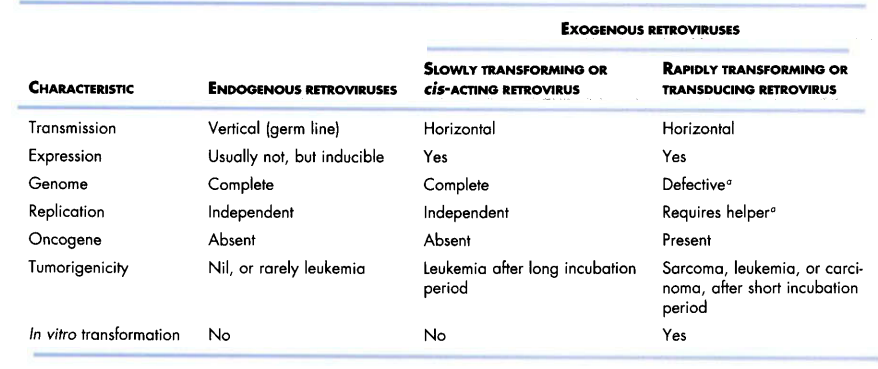 EXOGENOUS RETROVIRUSES
SLOWLY TRANSFORMING OR RAPIDLY TRANSFORMING OR
CHARACTERISTIC ENDOGENOUS RETROVIRUSES cis-ACTING RETROVIRUS TRANSDUCING RETROVIRUS
Transmission Vertical (germ line) Horizontal Horizontal
Expression Usually not, but inducible Yes Yes
Genome Complete Complete Defectiveᵃ
Replication Independent Independent Requires helperᵃ
Oncogene Absent Absent Present
Tumorigenicity Nil, or rarely leukemia Leukemia after long incubation Sarcoma, leukemia, or carci-
period noma, after short incubation
period
In vitro transformation No No Yes